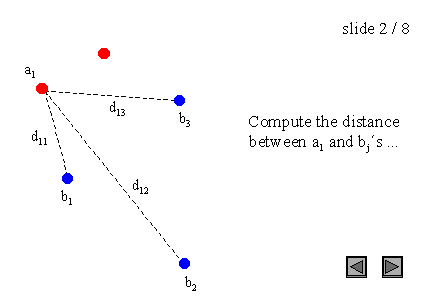 slide 2 / 8
a1
d13
b3
d11
Compute the distance
between a1 and bj´s ...
d12
b1
b2